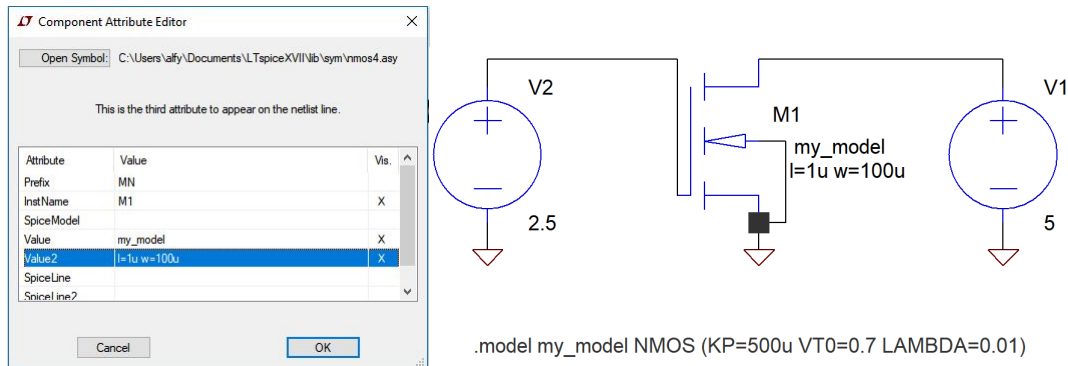 Component Attribute Editor
Open Symbol: C:\Users\alfy\Documents\LTspiceXVII\lib\sym\nmos4.asy
This is the third attribute to appear on the netlist line.
Attribute Value Vis.
Prefix MN
InstName M1 X
SpiceModel
Value my_model X
Value2 l=1u w=100u X
SpiceLine
SpiceLine2
Cancel OK
V2
2.5
M1
my_model
l=1u w=100u
V1
5
.model my_model NMOS (KP=500u VT0=0.7 LAMBDA=0.01)